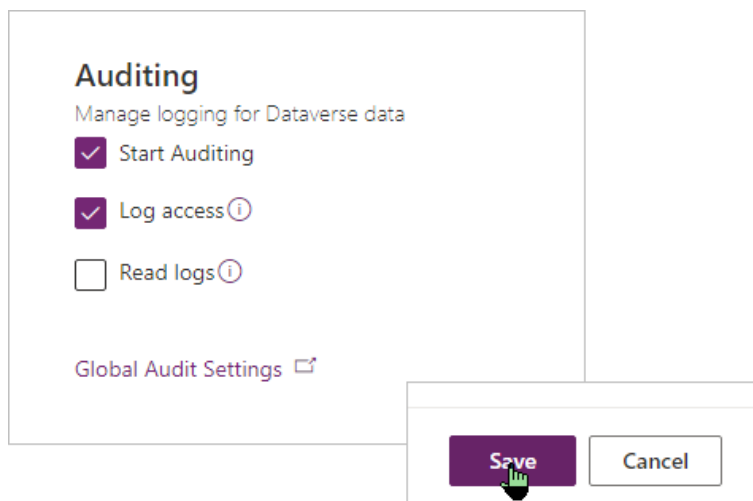 Auditing
Manage logging for Dataverse data
Start Auditing
Log access
Read logs
Global Audit Settings
Save Cancel